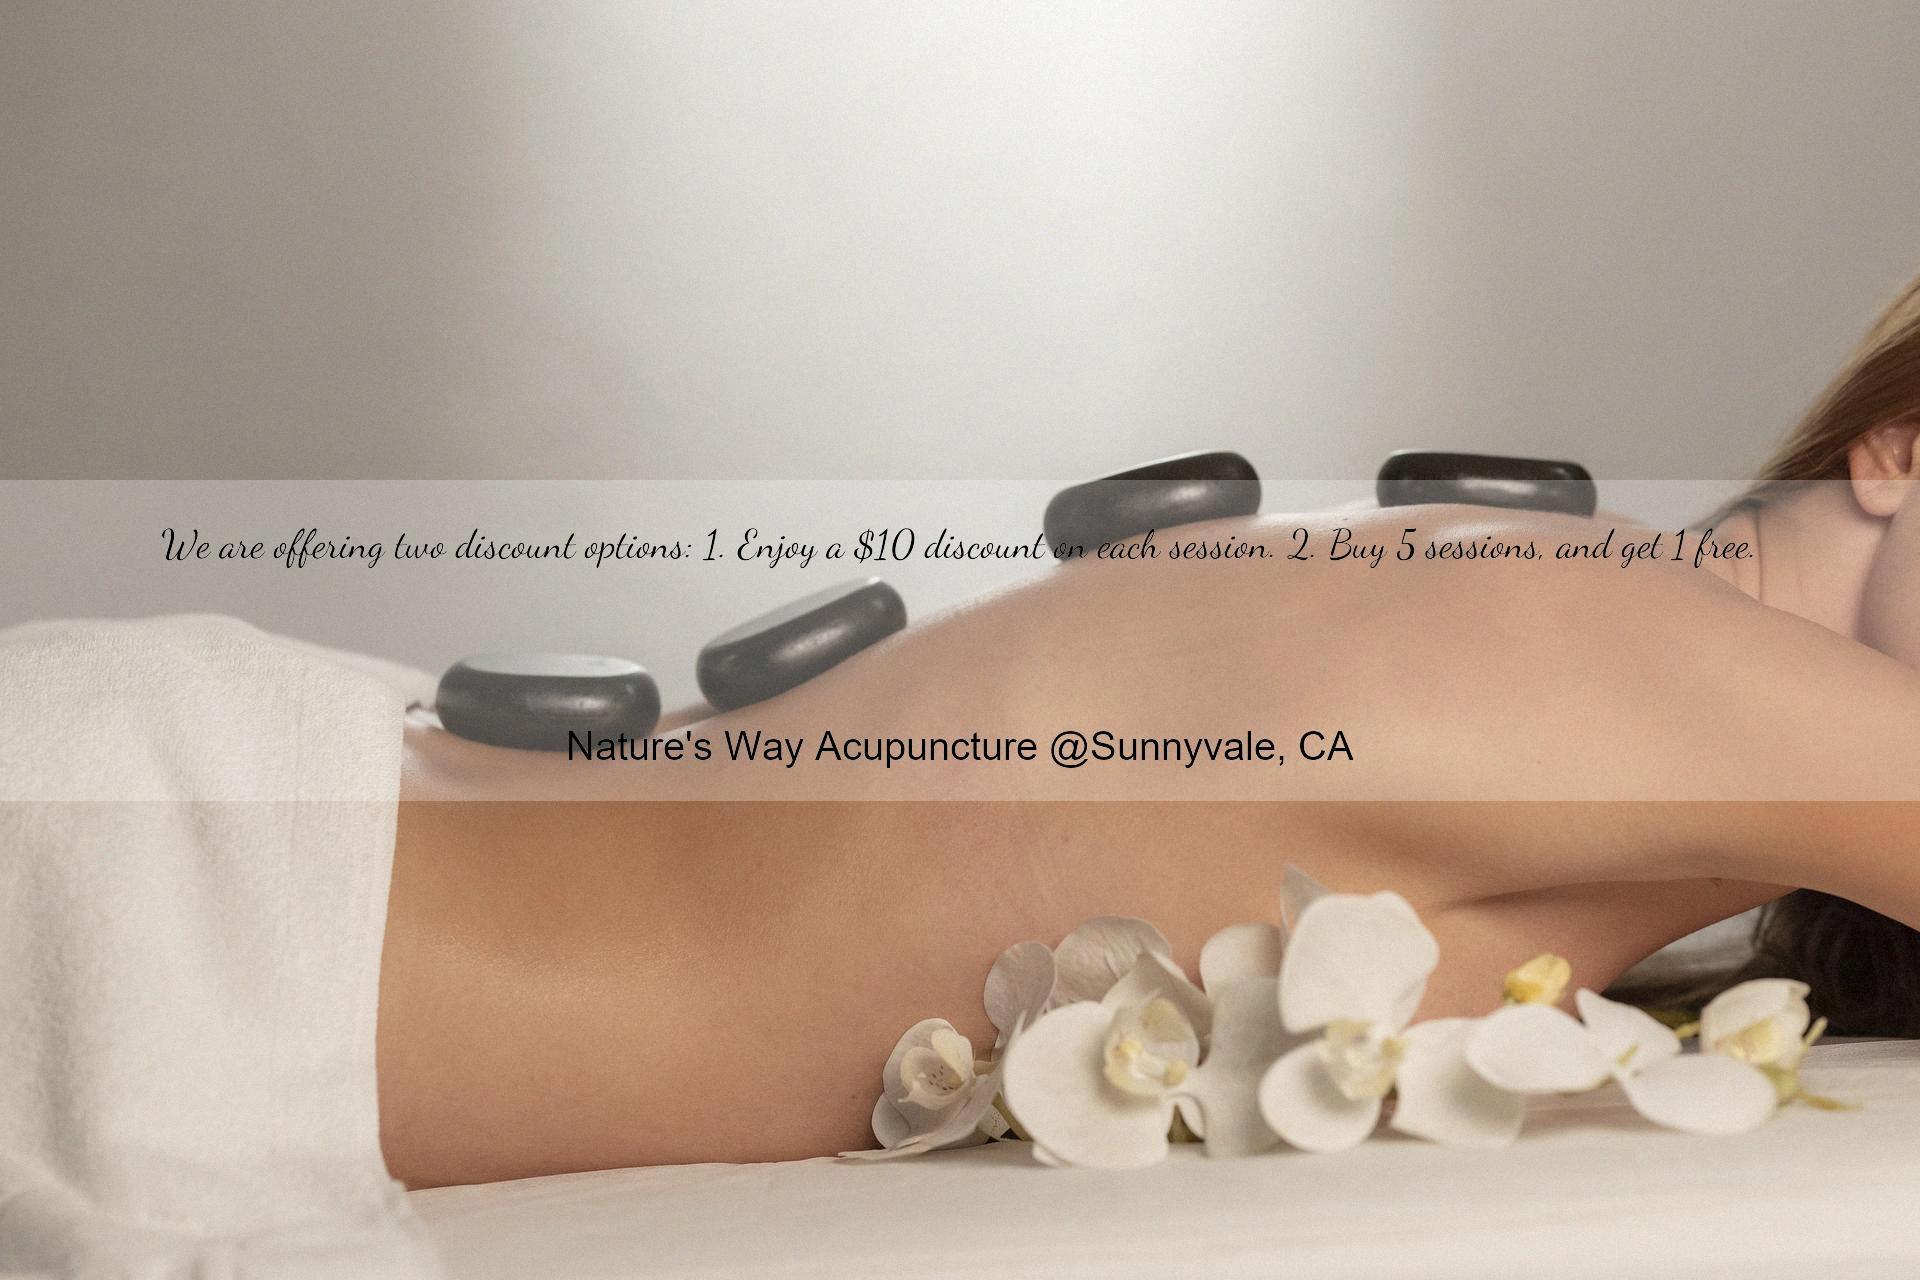 We are offering two discount options: 1. Enjoy a $10 discount on each session. 2. Buy 5 sessions, and get 1 free.
Nature's Way Acupuncture @Sunnyvale, CA